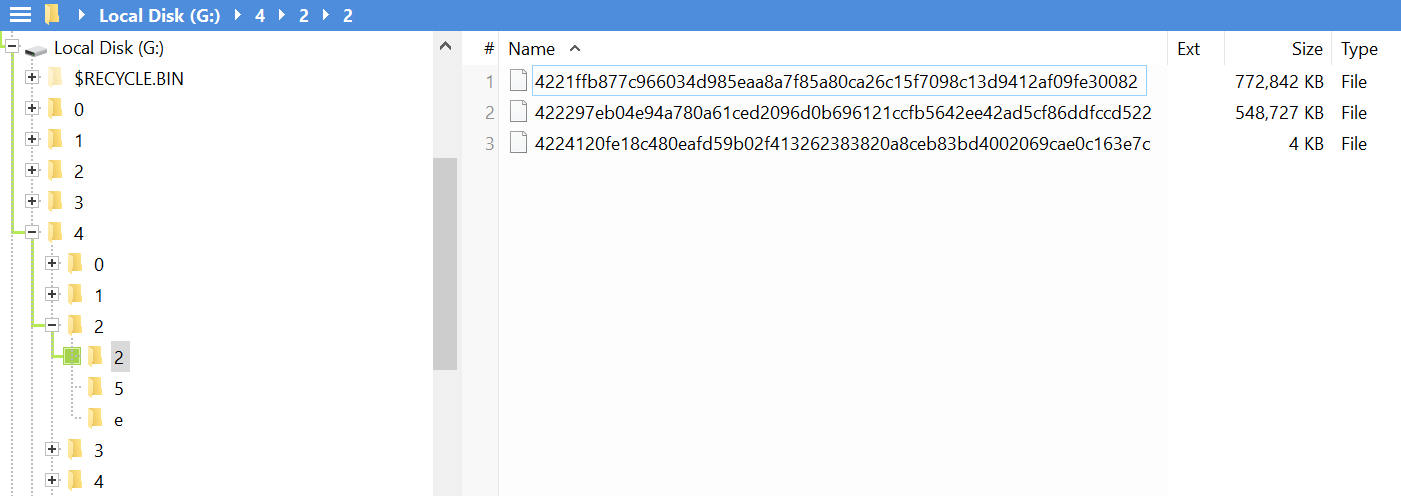 Local Disk (G:) 4 2 2
Local Disk (G:)
$RECYCLE.BIN
0
1
2
3
4
0
1
2
2
5
e
3
4
# Name Ext Size Type
1 4221ffb877c966034d985eaa8a7f85a80ca26c15f7098c13d9412af09fe30082 772,842 KB File
2 422297eb04e94a780a61ced2096d0b696121ccfb5642ee42ad5cf86ddfccd522 548,727 KB File
3 4224120fe18c480eafd59b02f413262383820a8ceb83bd4002069cae0c163e7c 4 KB File